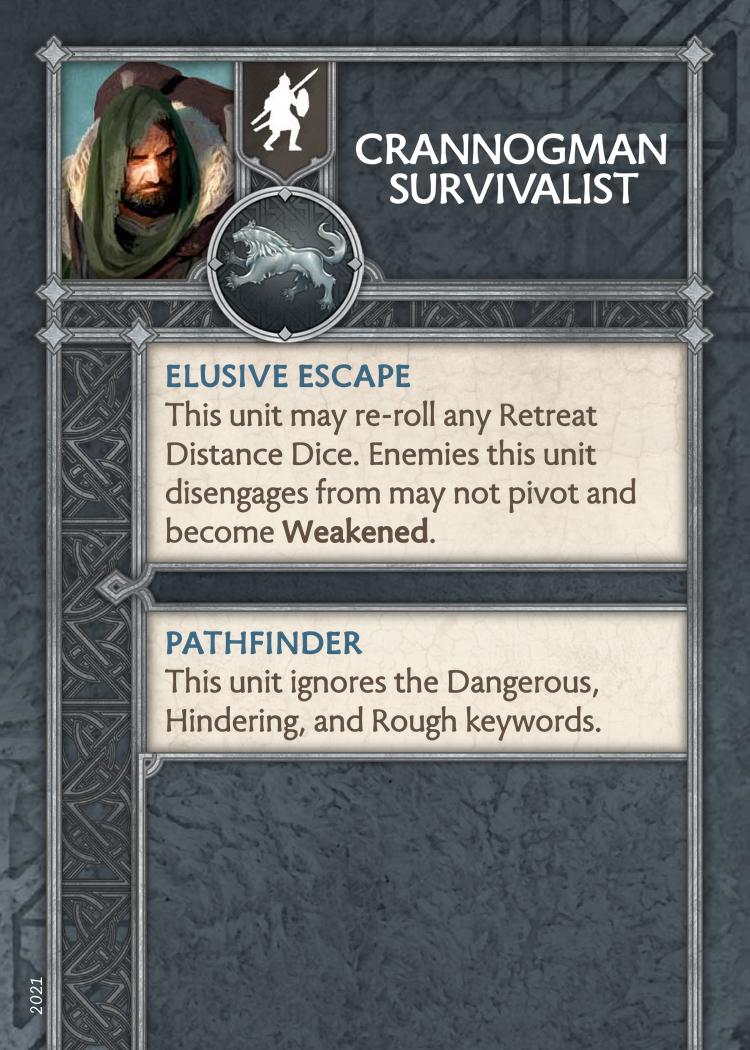 CRANNOGMAN
SURVIVALIST
ELUSIVE ESCAPE
This unit may re-roll any Retreat
Distance Dice. Enemies this unit
disengages from may not pivot and
become Weakened.
PATHFINDER
This unit ignores the Dangerous,
Hindering, and Rough keywords.
2021